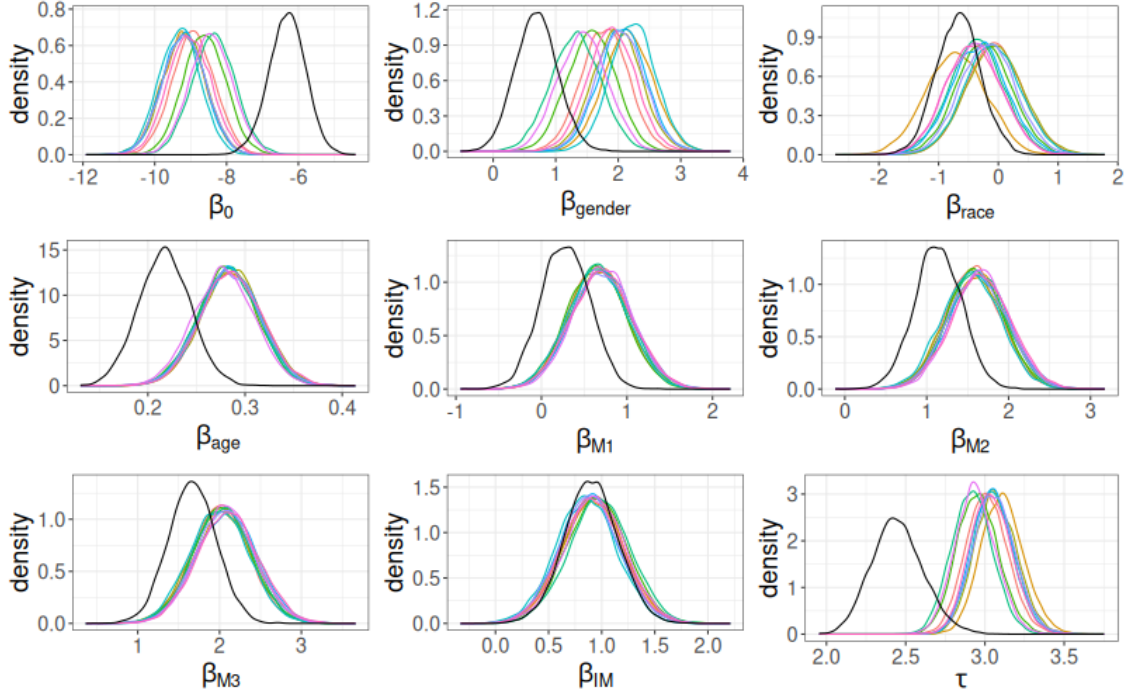 density
0.0 0.2 0.4 0.6 0.8
-12 -10 -8 -6
β0
density
0.0 0.3 0.6 0.9 1.2
0 1 2 3 4
βgender
density
0.0 0.3 0.6 0.9
-2 -1 0 1 2
βrace
density
0 5 10 15
0.2 0.3 0.4
βage
density
0.0 0.5 1.0
-1 0 1 2
βM1
density
0.0 0.5 1.0
0 1 2 3
βM2
density
0.0 0.5 1.0
1 2 3
βM3
density
0.0 0.5 1.0 1.5
0.0 0.5 1.0 1.5 2.0
βIM
density
0 1 2 3
2.0 2.5 3.0 3.5
τ